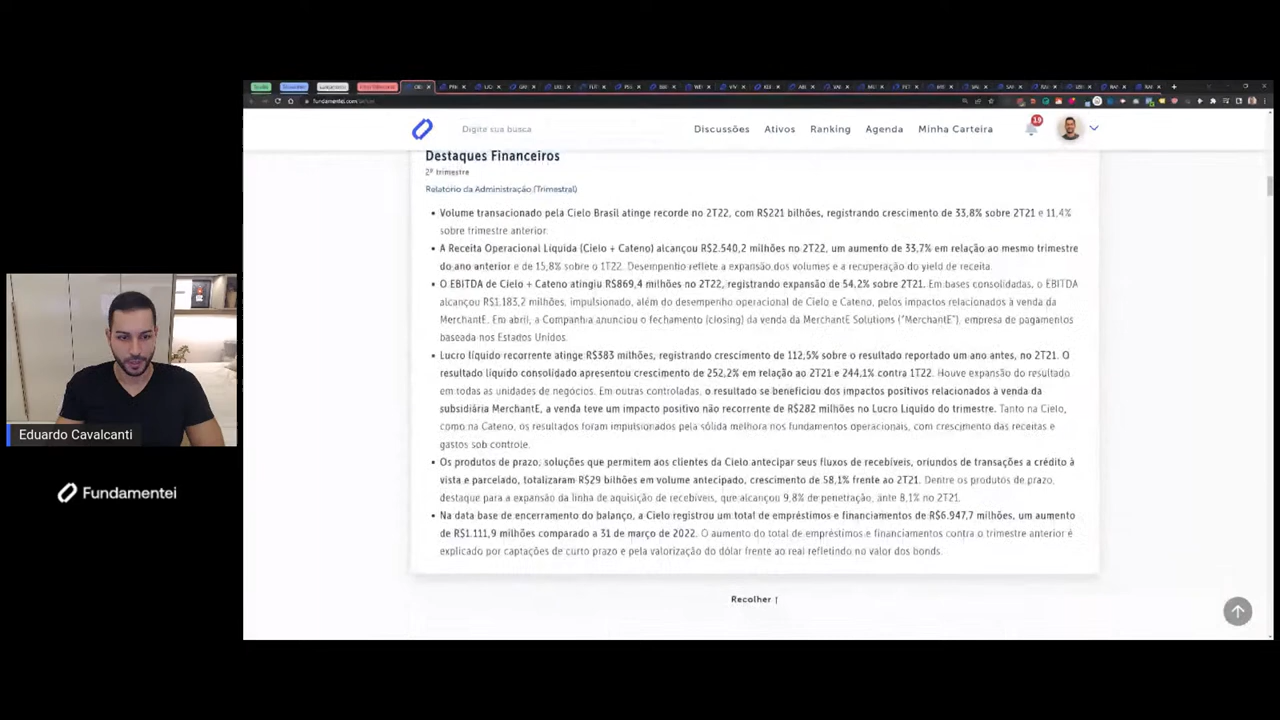 fundamentei.com
Digite sua busca
Discussões
Ativos
Ranking
Agenda
Minha Carteira
19
Destaques Financeiros
2º trimestre
Relatório da Administração (Trimestral)
• Volume transacionado pela Cielo Brasil atinge recorde no 2T22, com R$221 bilhões, registrando crescimento de 33,8% sobre 2T21 e 11,4%
sobre trimestre anterior.
• A Receita Operacional Líquida (Cielo + Cateno) alcançou R$2.540,2 milhões no 2T22, um aumento de 33,7% em relação ao mesmo trimestre
do ano anterior e de 15,8% sobre o 1T22. Desempenho reflete a expansão dos volumes e a recuperação do yield de receita.
• O EBITDA de Cielo + Cateno atingiu R$869,4 milhões no 2T22, registrando expansão de 54,2% sobre 2T21. Em bases consolidadas, o EBITDA
alcançou R$1.183,2 milhões, impulsionado, além do desempenho operacional de Cielo e Cateno, pelos impactos relacionados à venda da
MerchantE. Em abril, a Companhia anunciou o fechamento (closing) da venda da MerchantE Solutions ("MerchantE"), empresa de pagamentos
baseada nos Estados Unidos.
• Lucro líquido recorrente atinge R$383 milhões, registrando crescimento de 112,5% sobre o resultado reportado um ano antes, no 2T21. O
resultado líquido consolidado apresentou crescimento de 252,2% em relação ao 2T21 e 244,1% contra 1T22. Houve expansão do resultado
em todas as unidades de negócios. Em outras controladas, o resultado se beneficiou dos impactos positivos relacionados à venda da
subsidiária MerchantE, a venda teve um impacto positivo não recorrente de R$282 milhões no Lucro Líquido do trimestre. Tanto na Cielo,
como na Cateno, os resultados foram impulsionados pela sólida melhora nos fundamentos operacionais, com crescimento das receitas e
gastos sob controle.
• Os produtos de prazo, soluções que permitem aos clientes da Cielo antecipar seus fluxos de recebíveis, oriundos de transações a crédito à
vista e parcelado, totalizaram R$29 bilhões em volume antecipado, crescimento de 58,1% frente ao 2T21. Dentre os produtos de prazo,
destaque para a expansão da linha de aquisição de recebíveis, que alcançou 9,8% de penetração, ante 8,1% no 2T21.
• Na data base de encerramento do balanço, a Cielo registrou um total de empréstimos e financiamentos de R$6.947,7 milhões, um aumento
de R$1.111,9 milhões comparado a 31 de março de 2022. O aumento do total de empréstimos e financiamentos contra o trimestre anterior é
explicado por captações de curto prazo e pela valorização do dólar frente ao real refletindo no valor dos bonds.
Recolher ↑
Eduardo Cavalcanti
Fundamentei